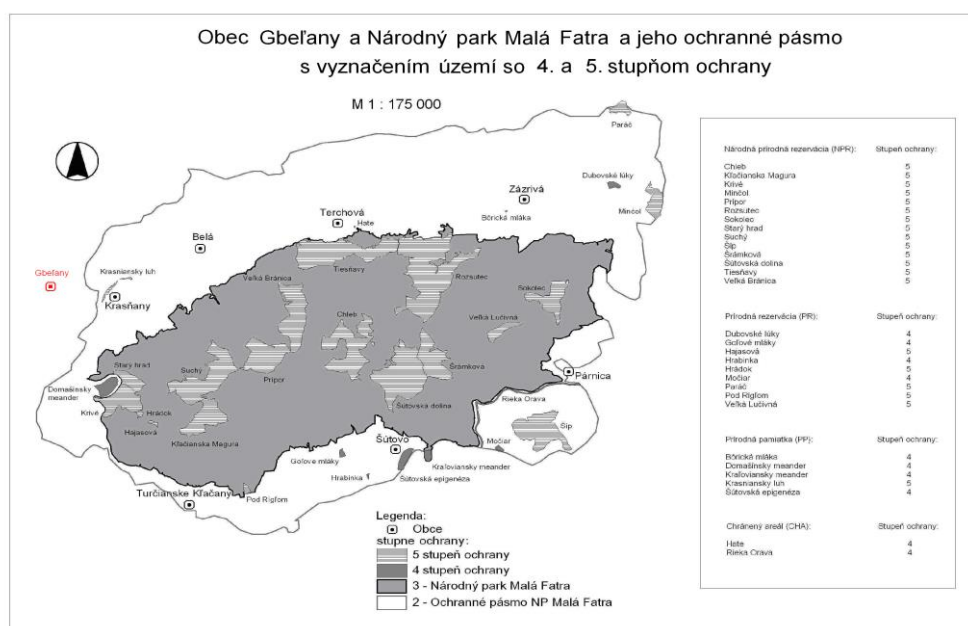 Obec Gbeľany a Národný park Malá Fatra a jeho ochranné pásmo
s vyznačením území so 4. a 5. stupňom ochrany
M 1 : 175 000
Paráč
Dubovské lúky
Minčol
Zázrivá
Bôrická mláka
Terchová
Hate
Belá
Gbeľany
Krasniansky luh
Krasňany
Tiesňavy
Veľká Bránica
Rozsutec
Sokolec
Chleb
Veľká Lučivná
Starý hrad
Suchý
Prípor
Šrámková
Párnica
Domašínsky
meander
Krivé
Hrádok
Hajasová
Kľačianska Magura
Šútovská dolina
Rieka Orava
Šíp
Močiar
Šútovo
Goľove mláky
Hrabinka
Kraľoviansky meander
Šútovská epigenéza
Pod Rígľom
Turčianske Kľačany
Legenda:
Obce
stupne ochrany:
5 stupeň ochrany
4 stupeň ochrany
3 - Národný park Malá Fatra
2 - Ochranné pásmo NP Malá Fatra
Národná prírodná rezervácia (NPR): Stupeň ochrany:
Chleb 5
Kľačianska Magura 5
Krivé 5
Minčol 5
Prípor 5
Rozsutec 5
Sokolec 5
Starý hrad 5
Suchý 5
Šíp 5
Šrámková 5
Šútovská dolina 5
Tiesňavy 5
Veľká Bránica 5
Prírodná rezervácia (PR): Stupeň ochrany:
Dubovské lúky 4
Goľové mláky 4
Hajasová 5
Hrabinka 4
Hrádok 5
Močiar 4
Paráč 5
Pod Rígľom 5
Veľká Lučivná 5
Prírodná pamiatka (PP): Stupeň ochrany:
Bôrická mláka 4
Domašínsky meander 4
Kraľoviansky meander 4
Krasniansky luh 5
Šútovská epigenéza 4
Chránený areál (CHA): Stupeň ochrany:
Hate 4
Rieka Orava 4